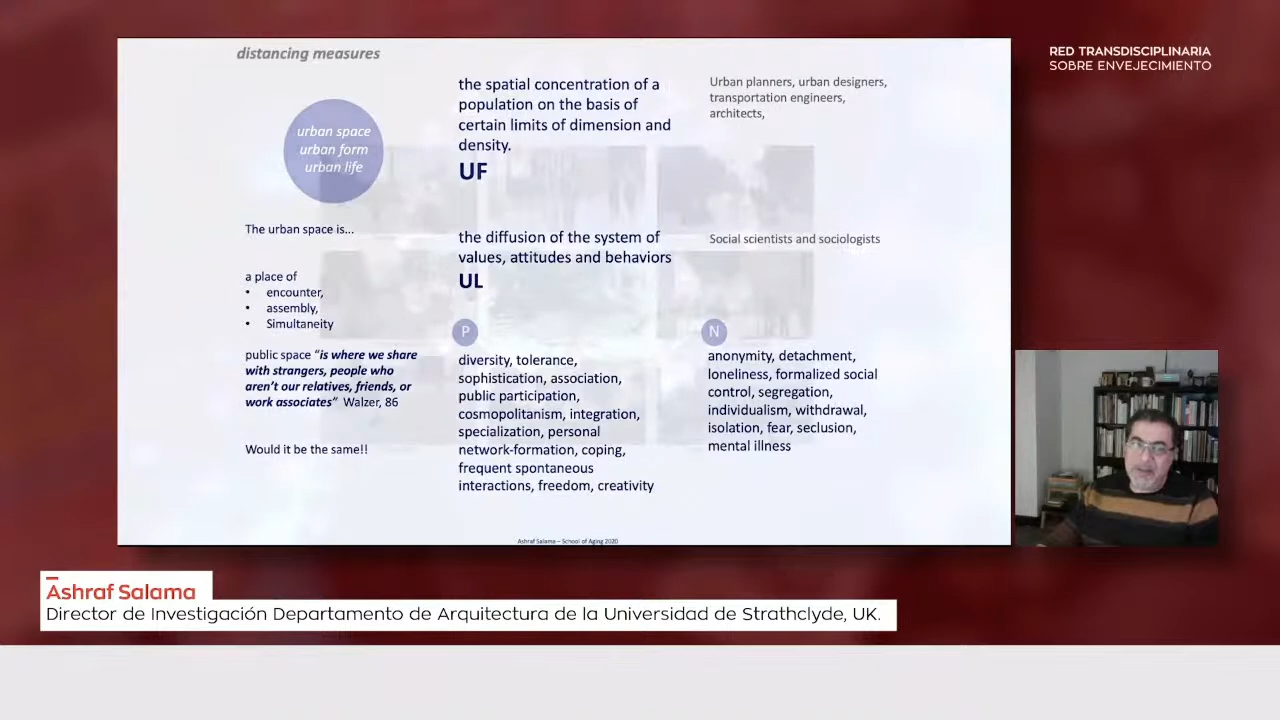 distancing measures
RED TRANSDISCIPLINARIA
SOBRE ENVEJECIMIENTO
urban space
urban form
urban life
The urban space is...
a place of
• encounter,
• assembly,
• Simultaneity
public space “is where we share
with strangers, people who
aren’t our relatives, friends, or
work associates” Walzer, 86
Would it be the same!!
the spatial concentration of a
population on the basis of
certain limits of dimension and
density.
UF
Urban planners, urban designers,
transportation engineers,
architects,
the diffusion of the system of
values, attitudes and behaviors
UL
Social scientists and sociologists
P
diversity, tolerance,
sophistication, association,
public participation,
cosmopolitanism, integration,
specialization, personal
network-formation, coping,
frequent spontaneous
interactions, freedom, creativity
N
anonymity, detachment,
loneliness, formalized social
control, segregation,
individualism, withdrawal,
isolation, fear, seclusion,
mental illness
Ashraf Salama – School of Aging 2020
Ashraf Salama
Director de Investigación Departamento de Arquitectura de la Universidad de Strathclyde, UK.